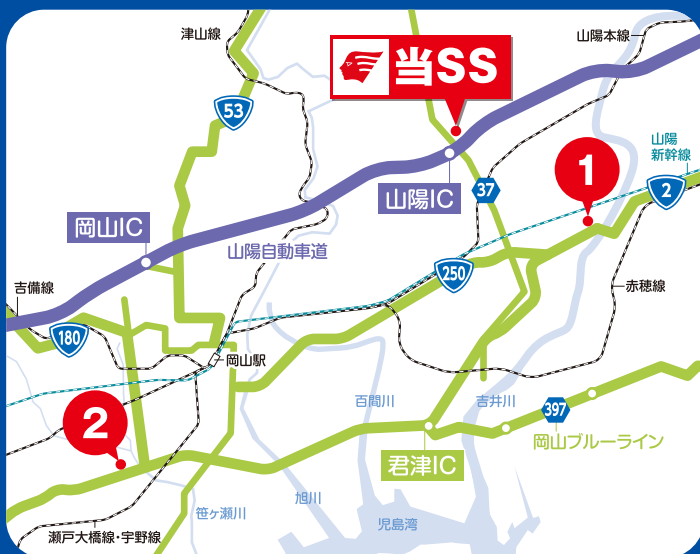 津山線
当SS
山陽本線
53
山陽
新幹線
1
2
山陽IC
37
岡山IC
山陽自動車道
250
吉備線
赤穂線
180
岡山駅
百間川
吉井川
397
2
岡山ブルーライン
君津IC
旭川
笹ヶ瀬川
児島湾
瀬戸大橋線・宇野線